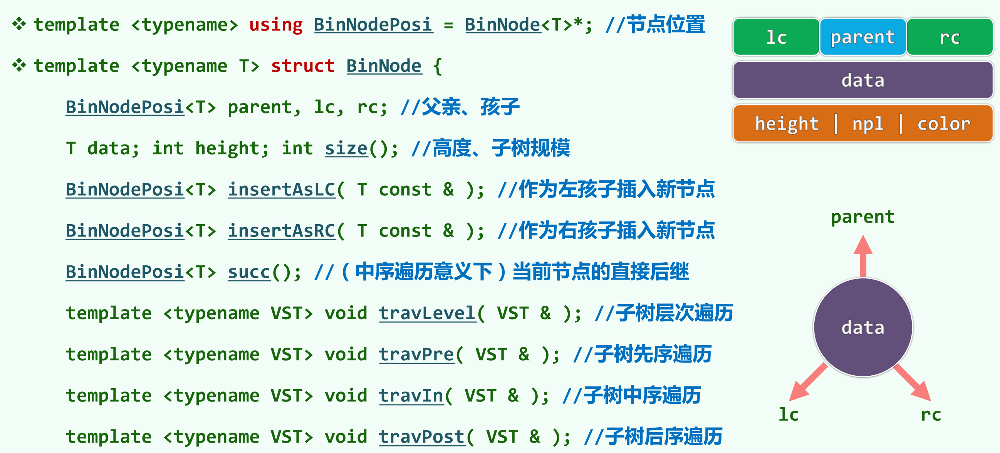 ❖ template <typename> using BinNodePosi = BinNode<T>*; //节点位置
❖ template <typename T> struct BinNode {
BinNodePosi<T> parent, lc, rc; //父亲、孩子
T data; int height; int size(); //高度、子树规模
BinNodePosi<T> insertAsLC( T const & ); //作为左孩子插入新节点
BinNodePosi<T> insertAsRC( T const & ); //作为右孩子插入新节点
BinNodePosi<T> succ(); //（中序遍历意义下）当前节点的直接后继
template <typename VST> void travLevel( VST & ); //子树层次遍历
template <typename VST> void travPre( VST & ); //子树先序遍历
template <typename VST> void travIn( VST & ); //子树中序遍历
template <typename VST> void travPost( VST & ); //子树后序遍历
lc parent rc
data
height | npl | color
parent
data
lc rc